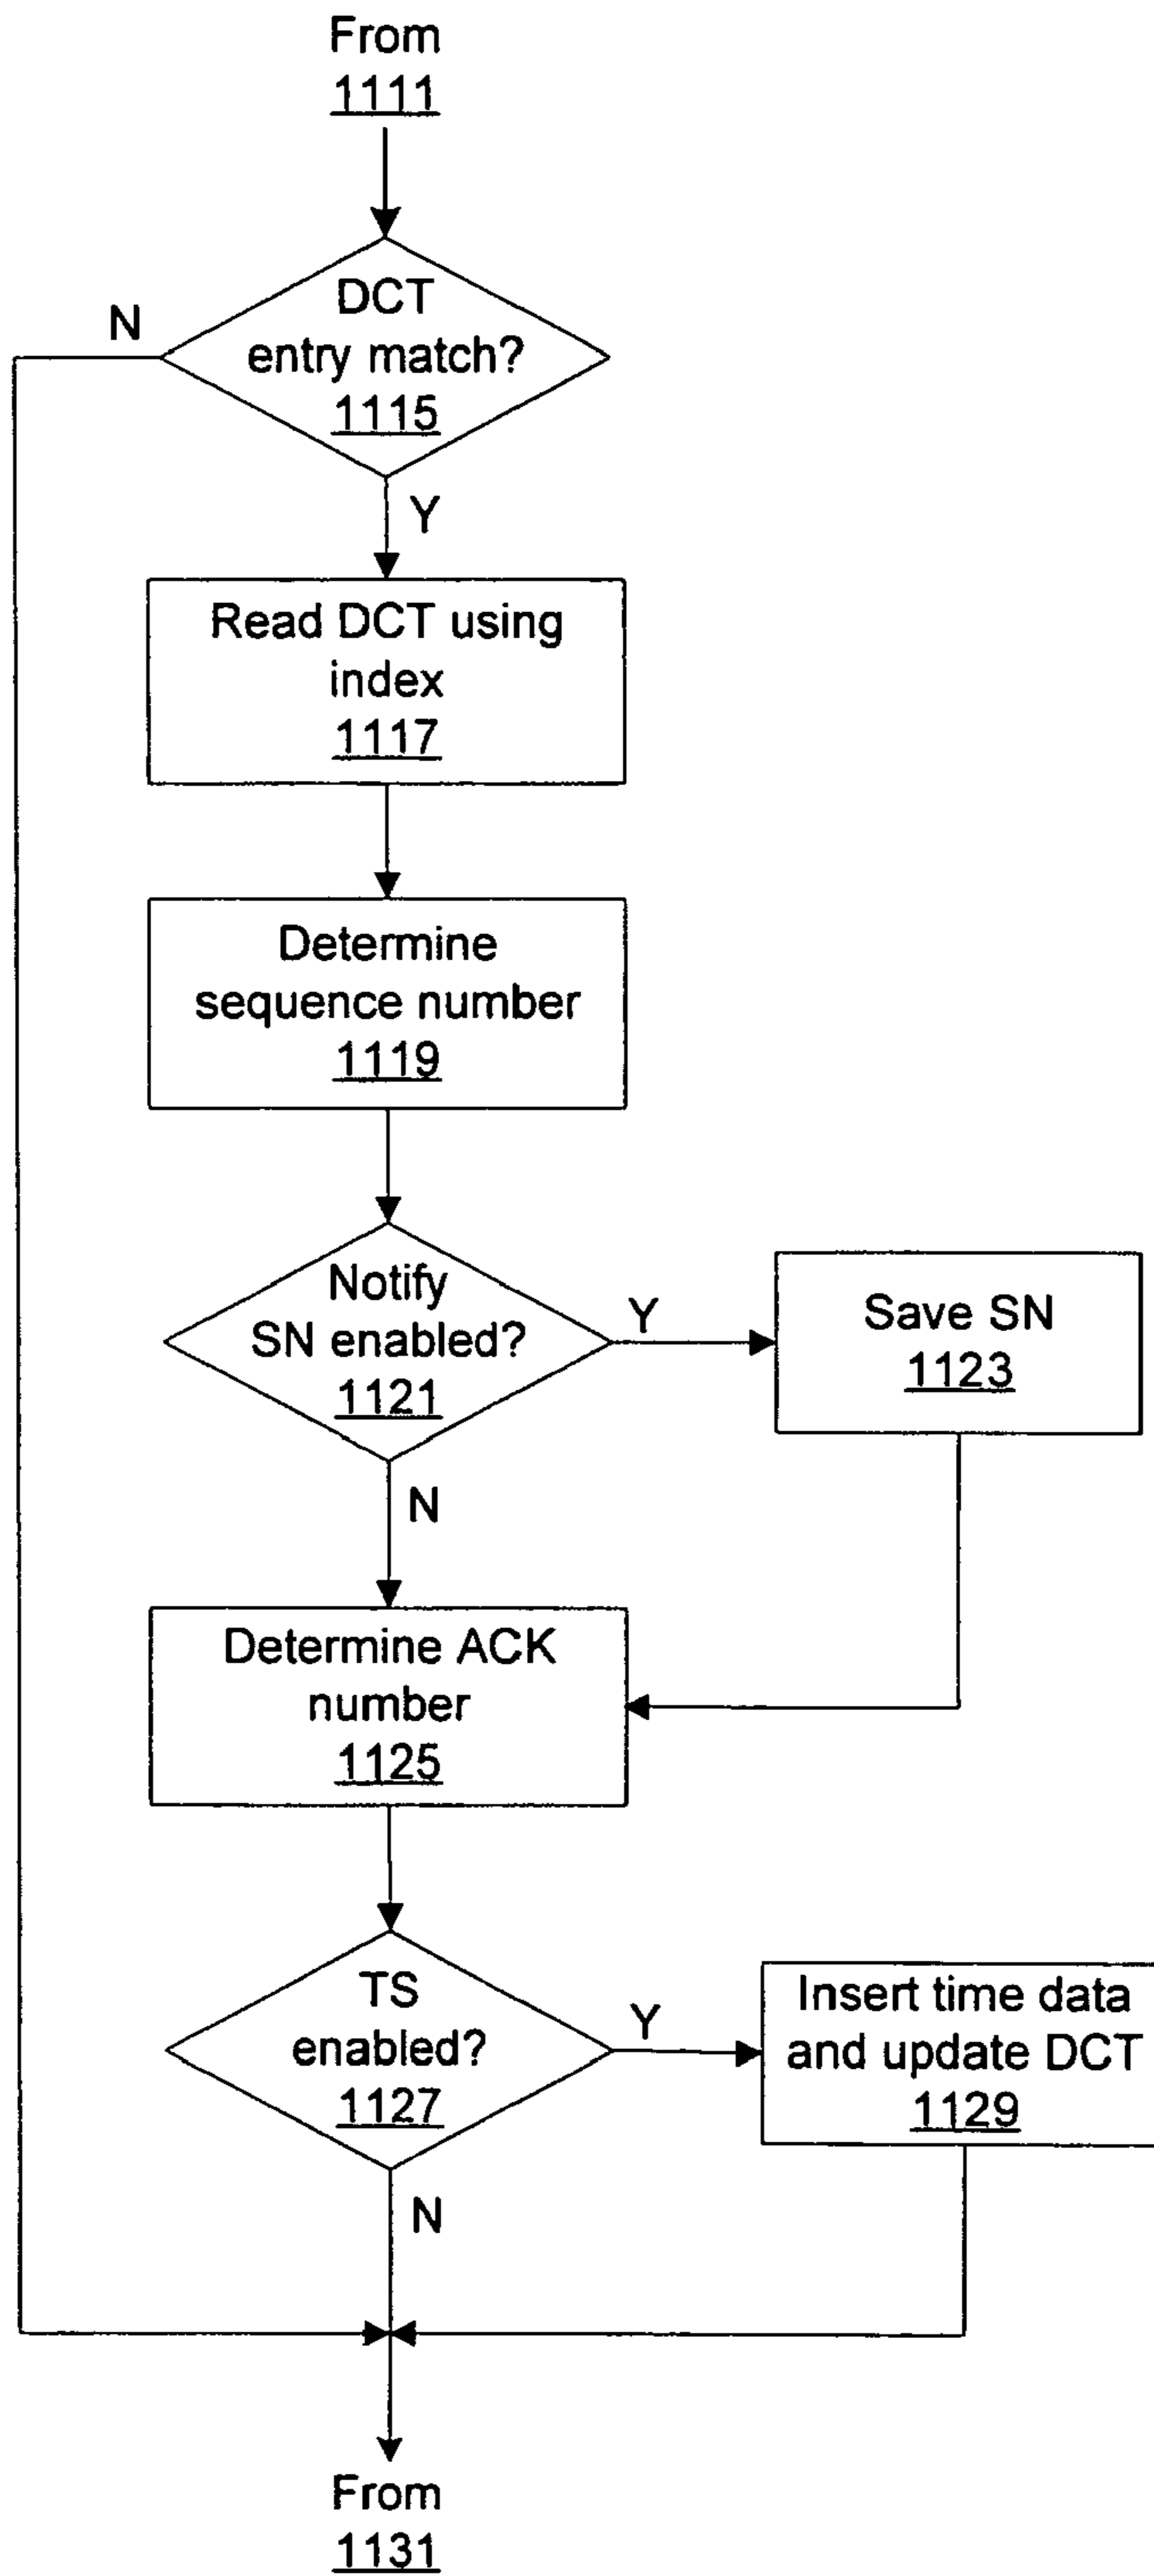 From
1111
DCT
entry match?
1115
N
Y
Read DCT using
index
1117
Determine
sequence number
1119
Notify
SN enabled?
1121
Y
Save SN
1123
N
Determine ACK
number
1125
TS
enabled?
1127
Y
Insert time data
and update DCT
1129
N
From
1131